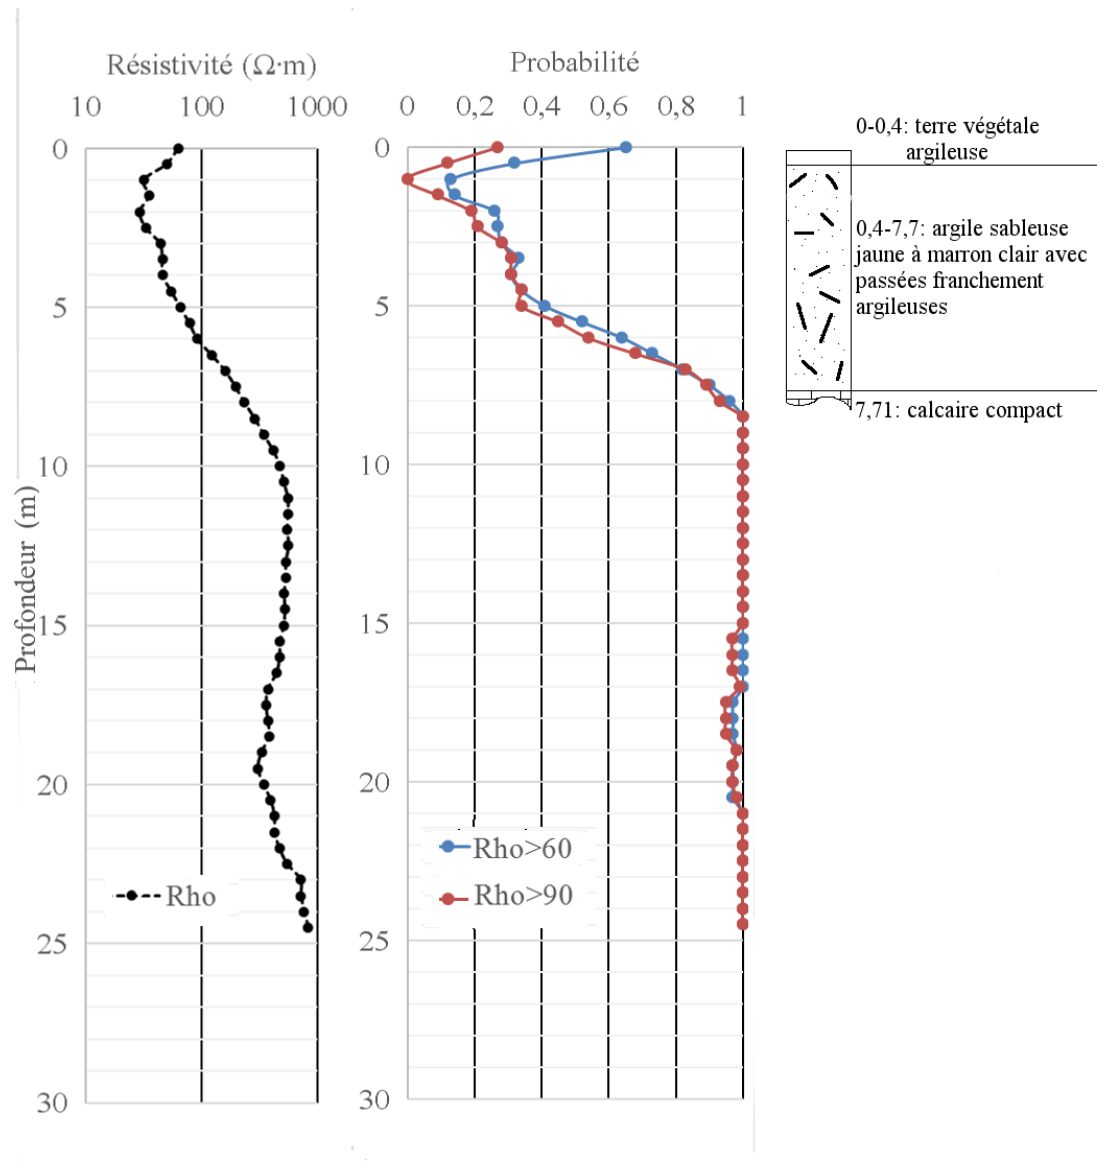 Résistivité (Ω·m)
10 100 1000
0
5
10
15
20
25
30
Profondeur (m)
Rho
Probabilité
0 0,2 0,4 0,6 0,8 1
0
5
10
15
20
25
30
Rho>60
Rho>90
0-0,4: terre végétale
argileuse
0,4-7,7: argile sableuse
jaune à marron clair avec
passées franchement
argileuses
7,71: calcaire compact